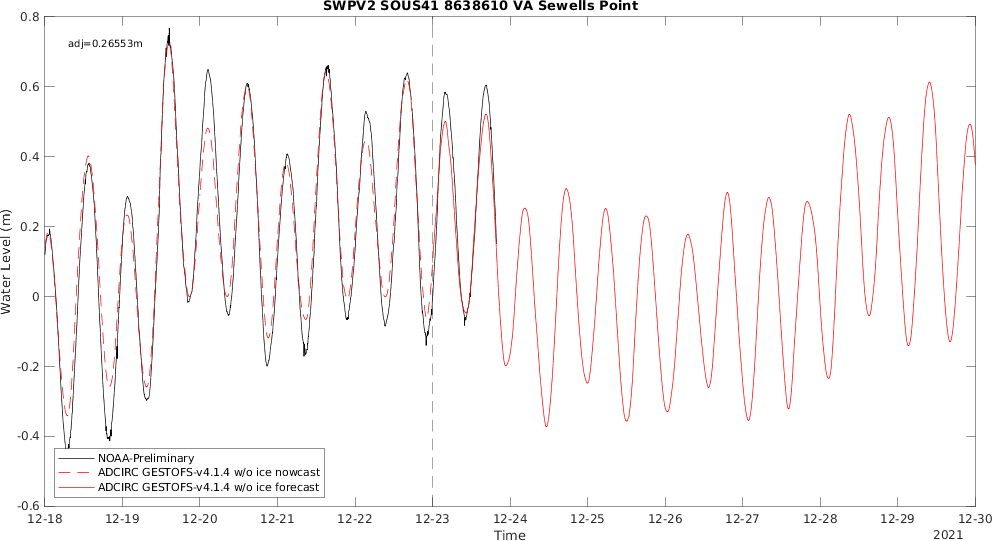 SWPV2 SOUS41 8638610 VA Sewells Point
adj=0.26553m
0.8
0.6
0.4
0.2
0
-0.2
-0.4
-0.6
Water Level (m)
NOAA-Preliminary
ADCIRC GESTOFS-v4.1.4 w/o ice nowcast
ADCIRC GESTOFS-v4.1.4 w/o ice forecast
12-18 12-19 12-20 12-21 12-22 12-23 12-24 12-25 12-26 12-27 12-28 12-29 12-30
Time
2021